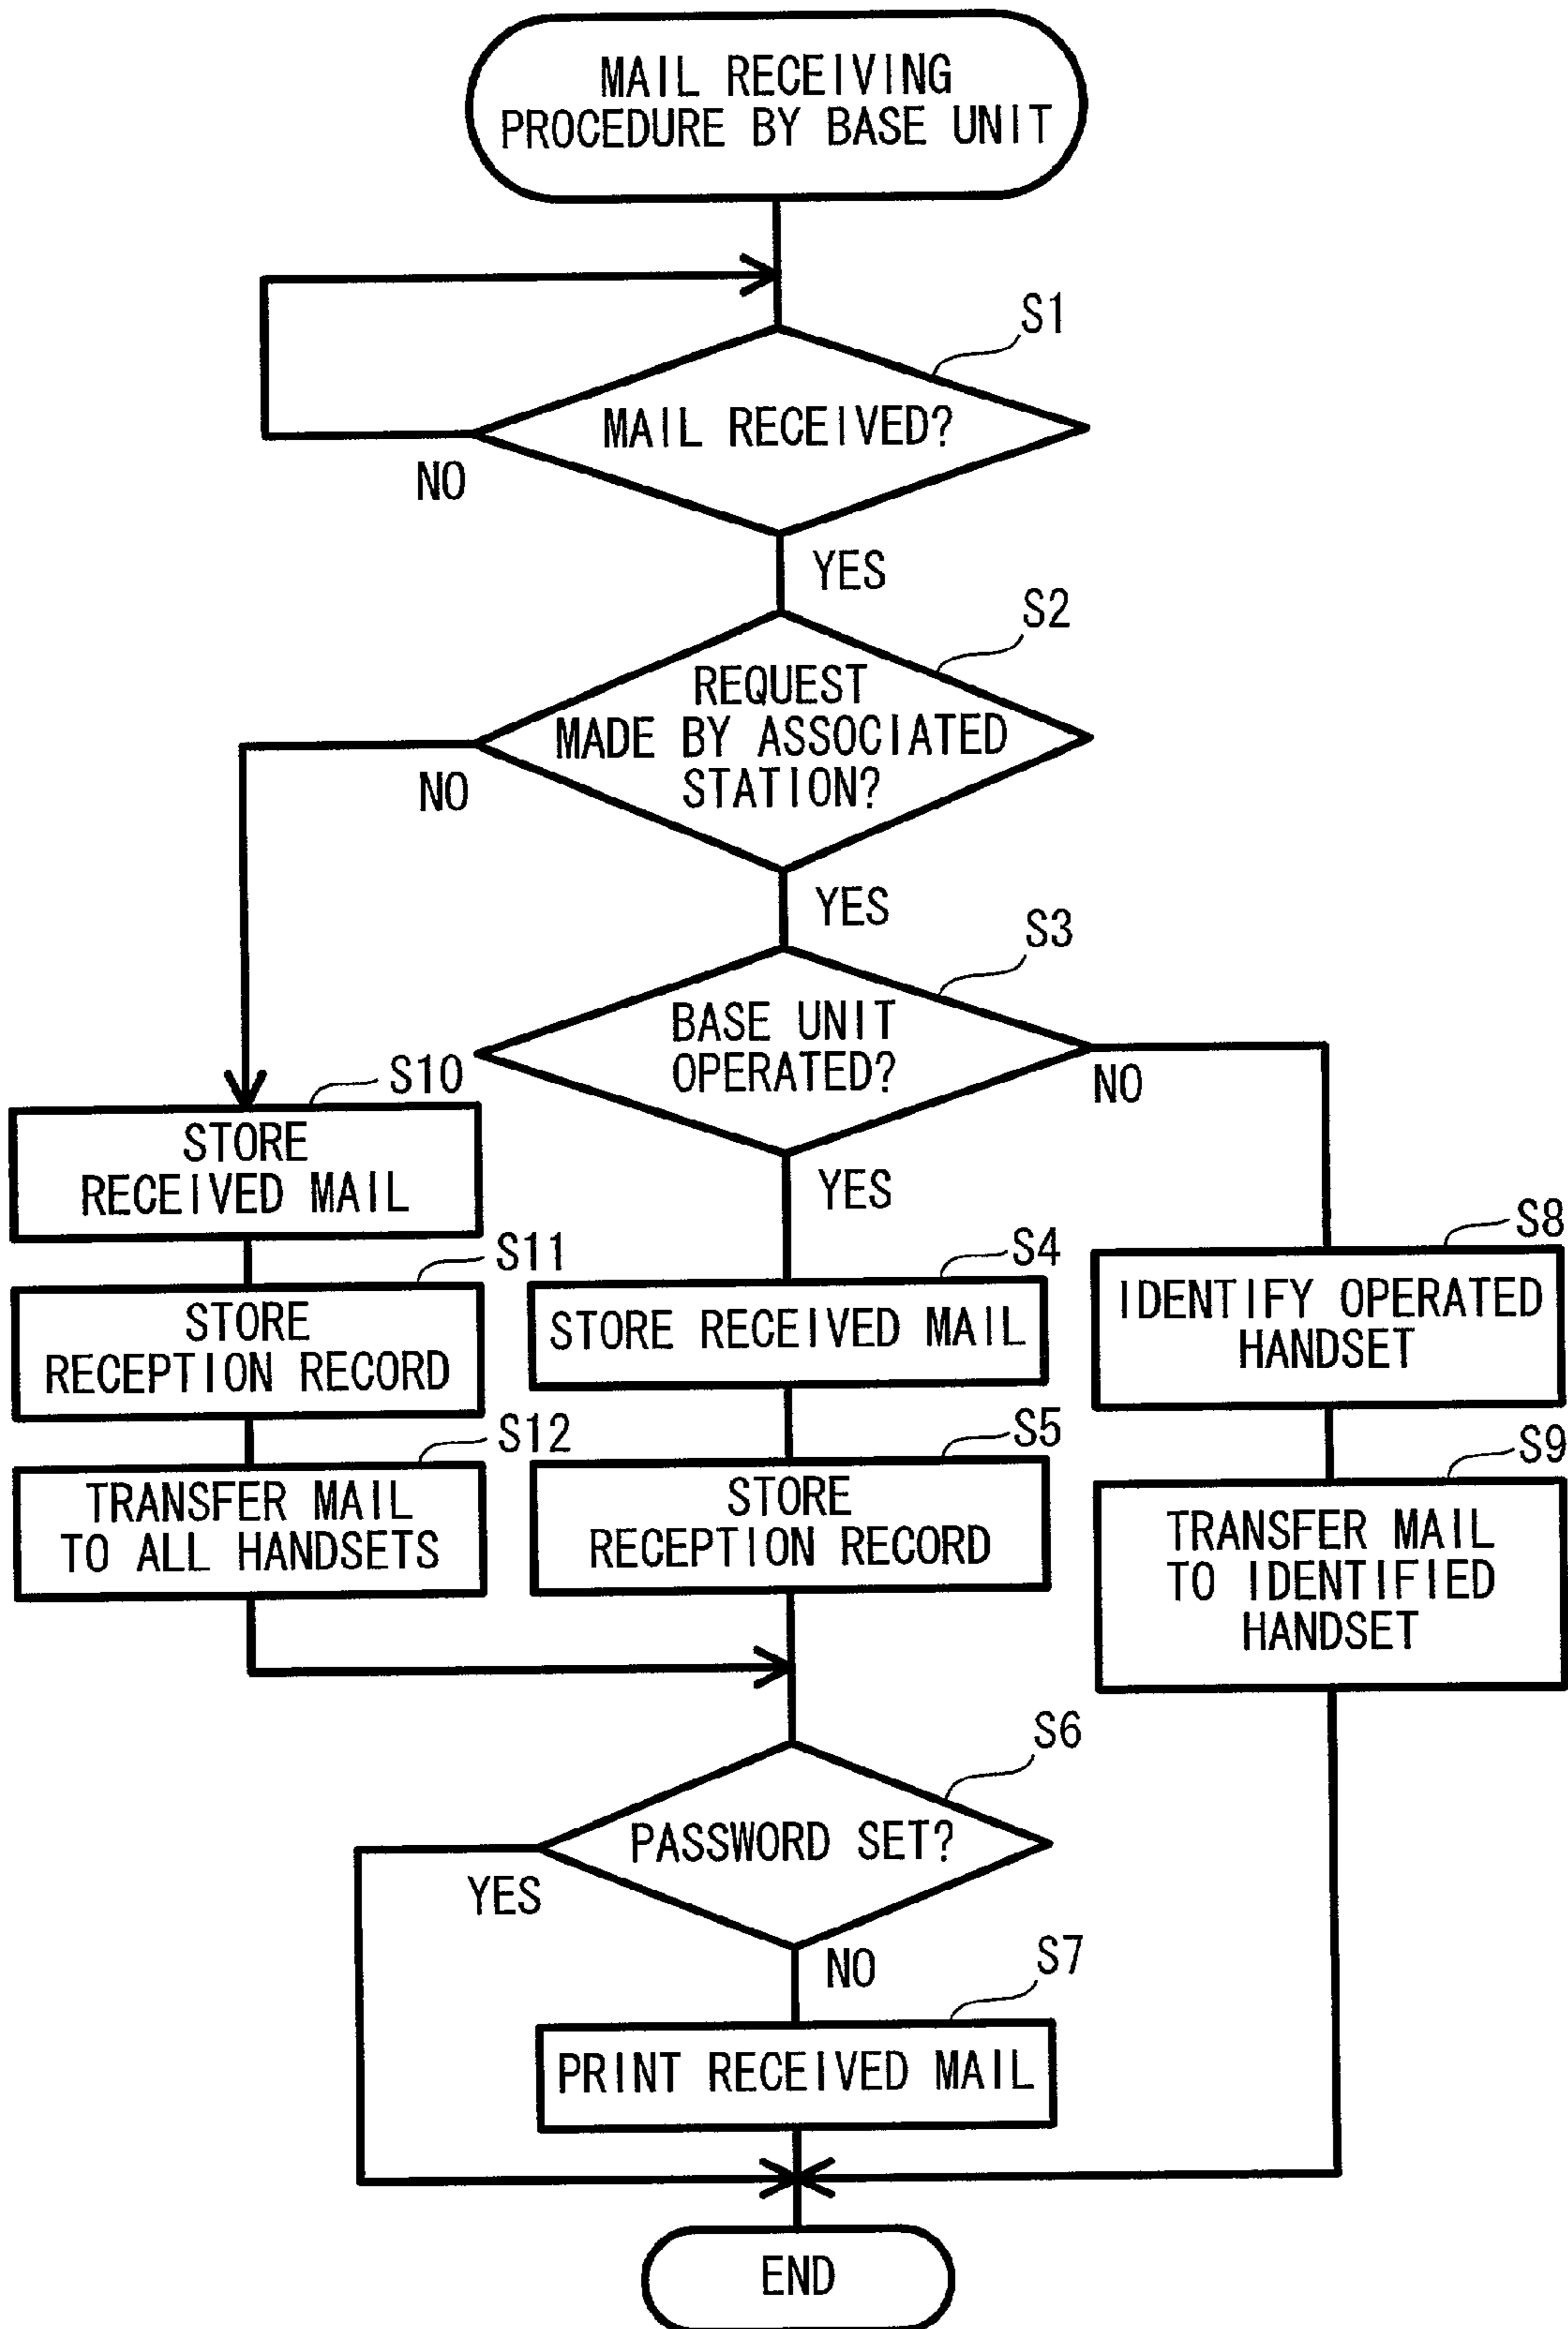 MAIL RECEIVING
PROCEDURE BY BASE UNIT
S1
MAIL RECEIVED?
NO
YES
S2
REQUEST
MADE BY ASSOCIATED
STATION?
NO
YES
S3
BASE UNIT
OPERATED?
NO
YES
S10
STORE
RECEIVED MAIL
S11
STORE
RECEPTION RECORD
S12
TRANSFER MAIL
TO ALL HANDSETS
S4
STORE RECEIVED MAIL
S5
STORE
RECEPTION RECORD
S8
IDENTIFY OPERATED
HANDSET
S9
TRANSFER MAIL
TO IDENTIFIED
HANDSET
S6
PASSWORD SET?
YES
NO
S7
PRINT RECEIVED MAIL
END